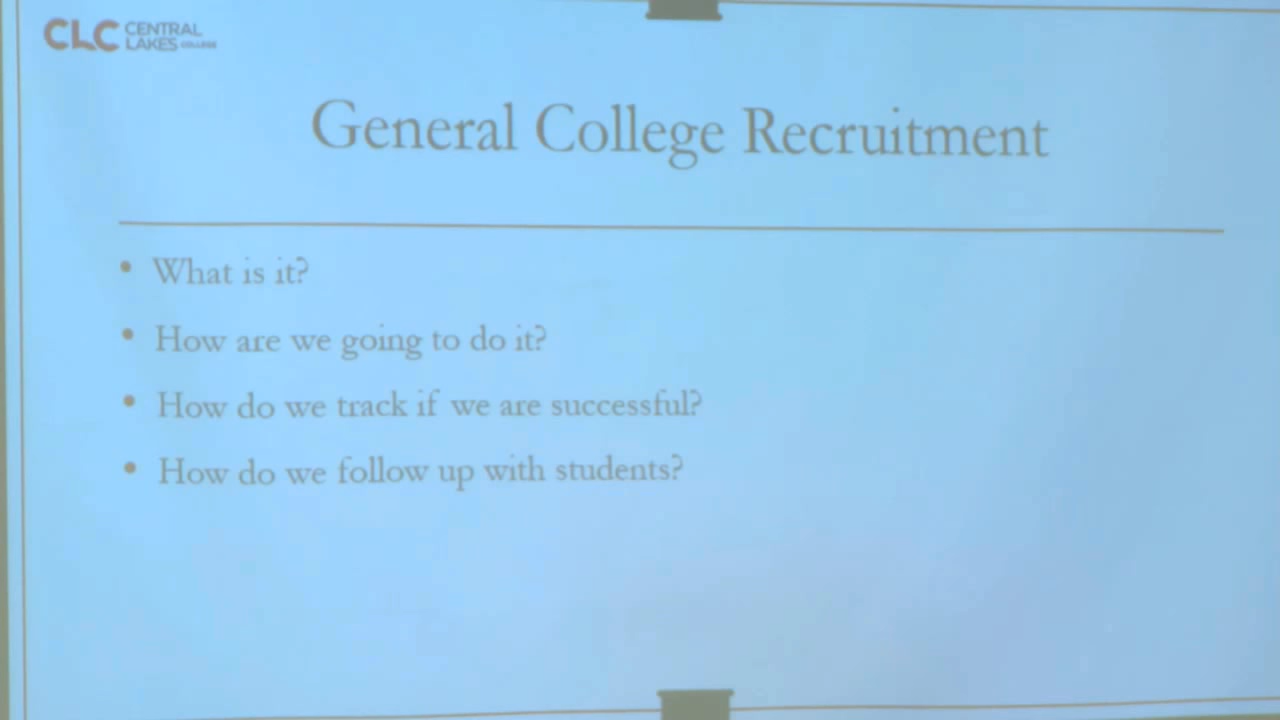 CLC CENTRAL
LAKES COLLEGE
General College Recruitment
• What is it?
• How are we going to do it?
• How do we track if we are successful?
• How do we follow up with students?